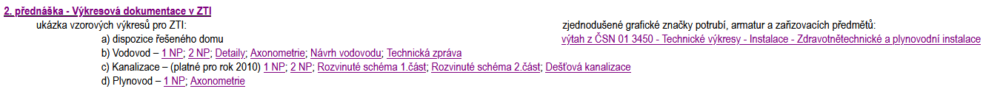 2. přednáška - Výkresová dokumentace v ZTI
ukázka vzorových výkresů pro ZTI:
zjednodušené grafické značky potrubí, armatur a zařizovacích předmětů:
a) dispozice řešeného domu
výtah z ČSN 01 3450 - Technické výkresy - Instalace - Zdravotnětechnické a plynovodní instalace
b) Vodovod – 1 NP; 2 NP; Detaily; Axonometrie; Návrh vodovodu; Technická zpráva
c) Kanalizace – (platné pro rok 2010) 1 NP; 2 NP; Rozvinuté schéma 1.část; Rozvinuté schéma 2.část; Dešťová kanalizace
d) Plynovod – 1 NP; Axonometrie